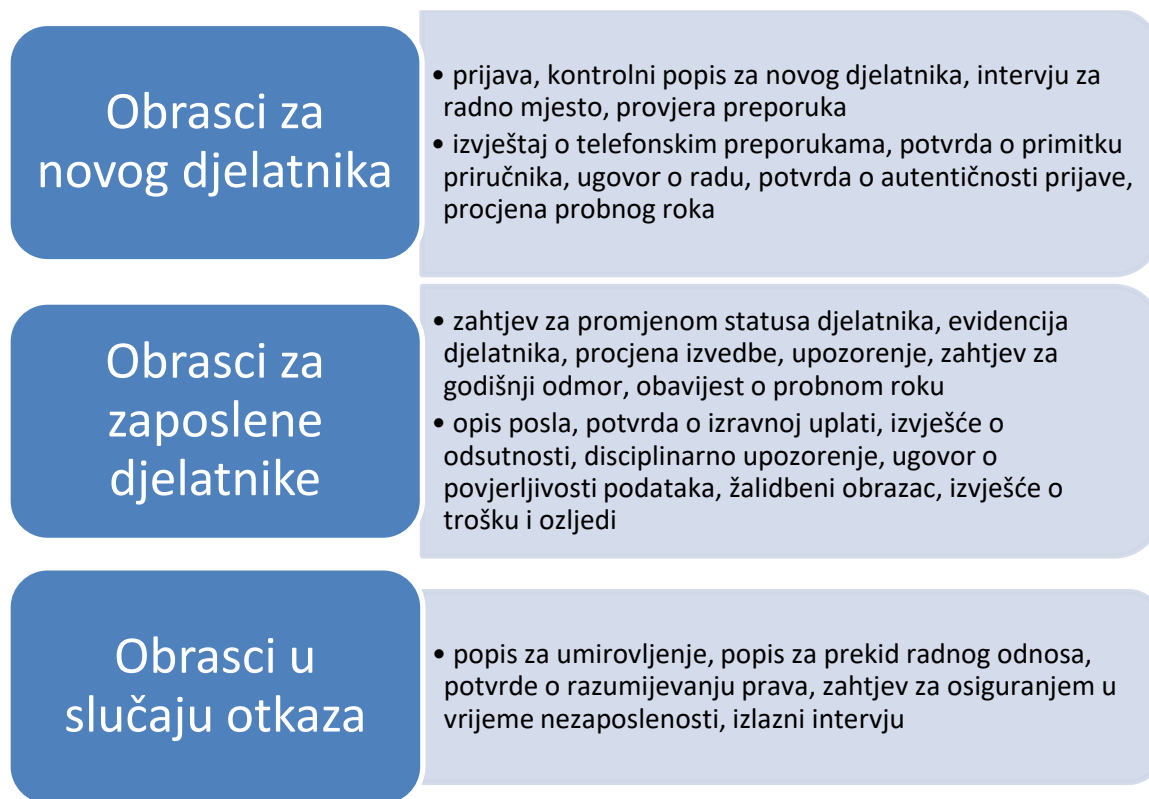 Obrasci za
novog djelatnika
• prijava, kontrolni popis za novog djelatnika, intervju za
radno mjesto, provjera preporuka
• izvještaj o telefonskim preporukama, potvrda o primitku
priručnika, ugovor o radu, potvrda o autentičnosti prijave,
procjena probnog roka
Obrasci za
zaposlene
djelatnike
• zahtjev za promjenom statusa djelatnika, evidencija
djelatnika, procjena izvedbe, upozorenje, zahtjev za
godišnji odmor, obavijest o probnom roku
• opis posla, potvrda o izravnoj uplati, izvješće o
odsutnosti, disciplinarno upozorenje, ugovor o
povjerljivosti podataka, žalidbeni obrazac, izvješće o
trošku i ozljedi
Obrasci u
slučaju otkaza
• popis za umirovljenje, popis za prekid radnog odnosa,
potvrde o razumijevanju prava, zahtjev za osiguranjem u
vrijeme nezaposlenosti, izlazni intervju